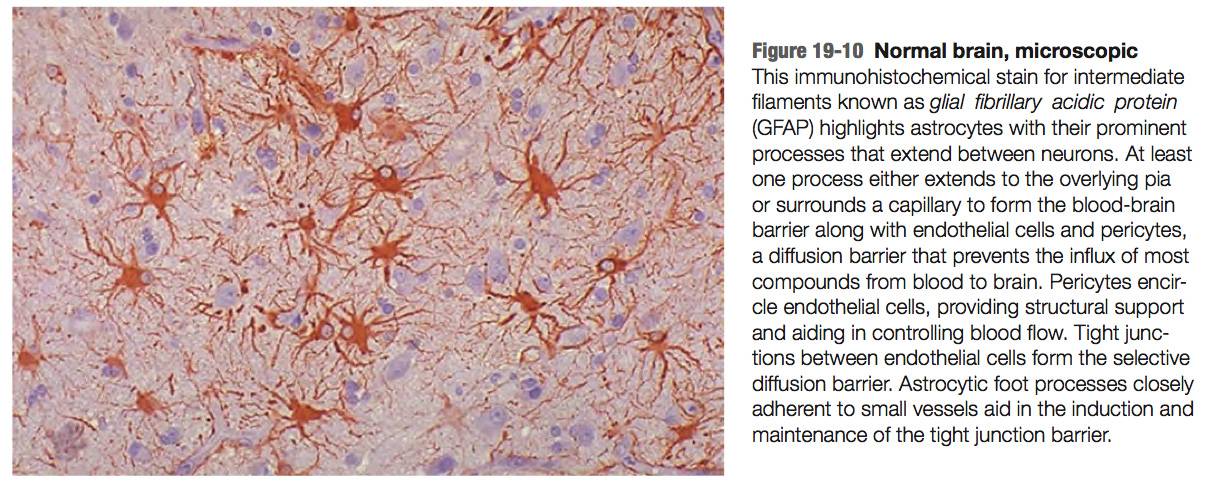 Figure 19-10 Normal brain, microscopic
This immunohistochemical stain for intermediate
filaments known as glial fibrillary acidic protein
(GFAP) highlights astrocytes with their prominent
processes that extend between neurons. At least
one process either extends to the overlying pia
or surrounds a capillary to form the blood-brain
barrier along with endothelial cells and pericytes,
a diffusion barrier that prevents the influx of most
compounds from blood to brain. Pericytes encir-
cle endothelial cells, providing structural support
and aiding in controlling blood flow. Tight junc-
tions between endothelial cells form the selective
diffusion barrier. Astrocytic foot processes closely
adherent to small vessels aid in the induction and
maintenance of the tight junction barrier.